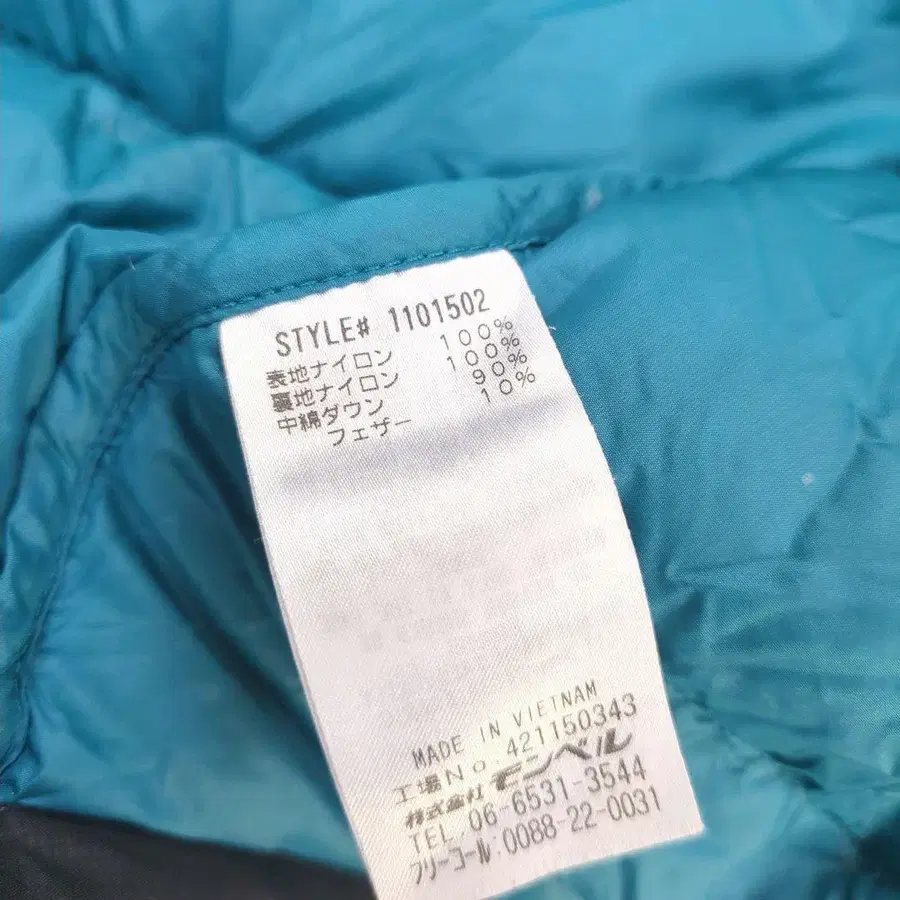 STYLE# 1101502
表地ナイロン 100%
裏地ナイロン 100%
中綿ダウン 90%
フェザー 10%
MADE IN VIETNAM
工場No. 421150343
株式会社モンベル
TEL. 06-6531-3544
フリーコール:0088-22-0031